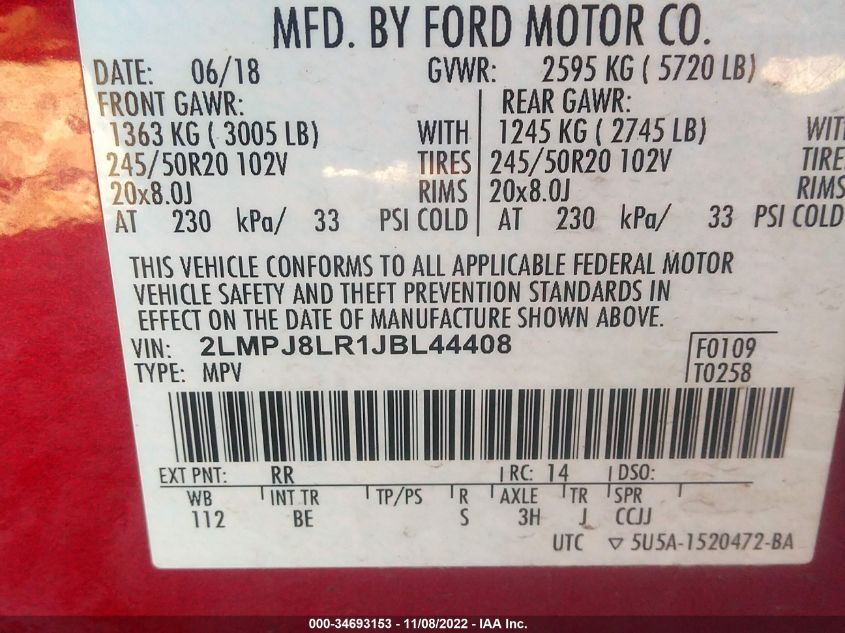 MFD. BY FORD MOTOR CO.
DATE: 06/18 GVWR: 2595 KG ( 5720 LB)
FRONT GAWR: REAR GAWR:
1363 KG ( 3005 LB) WITH 1245 KG ( 2745 LB) WITH
245/50R20 102V TIRES 245/50R20 102V TIRE
20x8.0J RIMS 20x8.0J RIMS
AT 230 kPa/ 33 PSI COLD AT 230 kPa/ 33 PSI COLD
THIS VEHICLE CONFORMS TO ALL APPLICABLE FEDERAL MOTOR
VEHICLE SAFETY AND THEFT PREVENTION STANDARDS IN
EFFECT ON THE DATE OF MANUFACTURE SHOWN ABOVE.
VIN: 2LMPJ8LR1JBL44408 F0109
TYPE: MPV T0258
EXT PNT: RR RC: 14 DSO:
WB INT TR TP/PS R AXLE TR SPR
112 BE S 3H J CCJJ
UTC ▽ 5U5A-1520472-BA
000-34693153 - 11/08/2022 - IAA Inc.